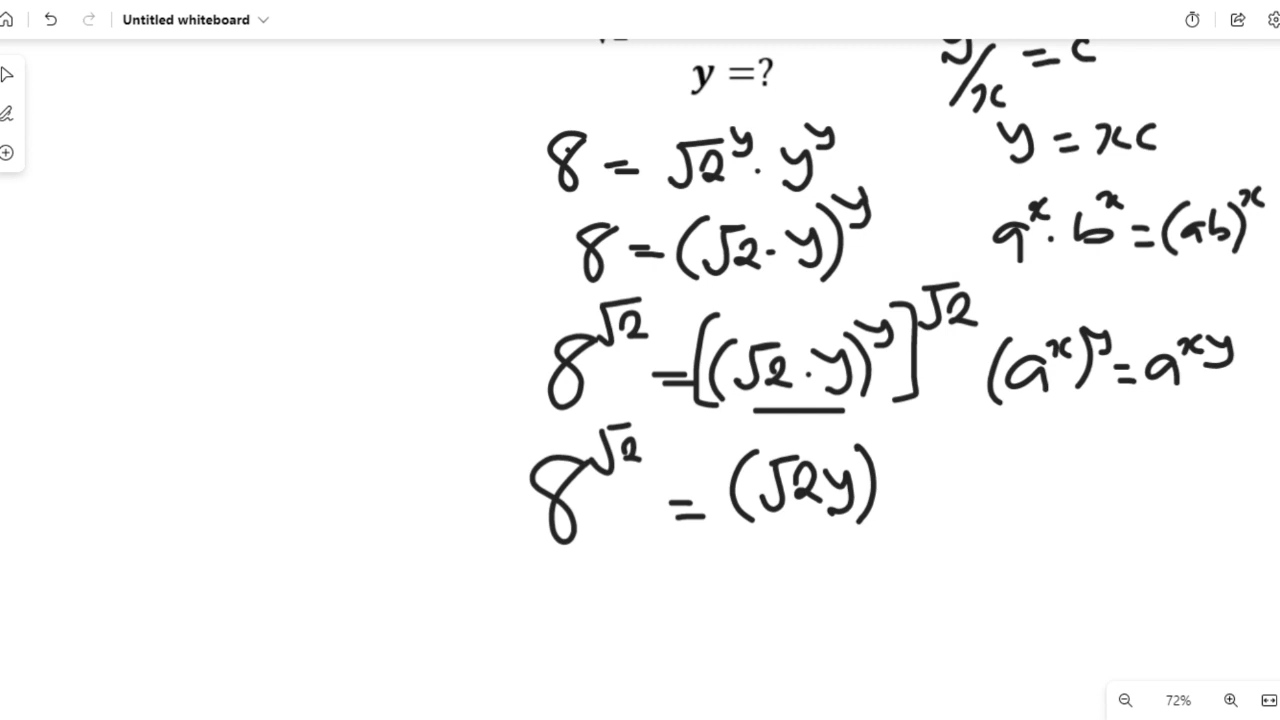 Untitled whiteboard
y =?
y/x = c
y = xc
8 = √2^y · y^y
a^x · b^x = (ab)^x
8 = (√2 · y)^y
8^√2 = [(√2 · y)^y]^√2
(a^x)^y = a^xy
8^√2 = (√2y)
72%